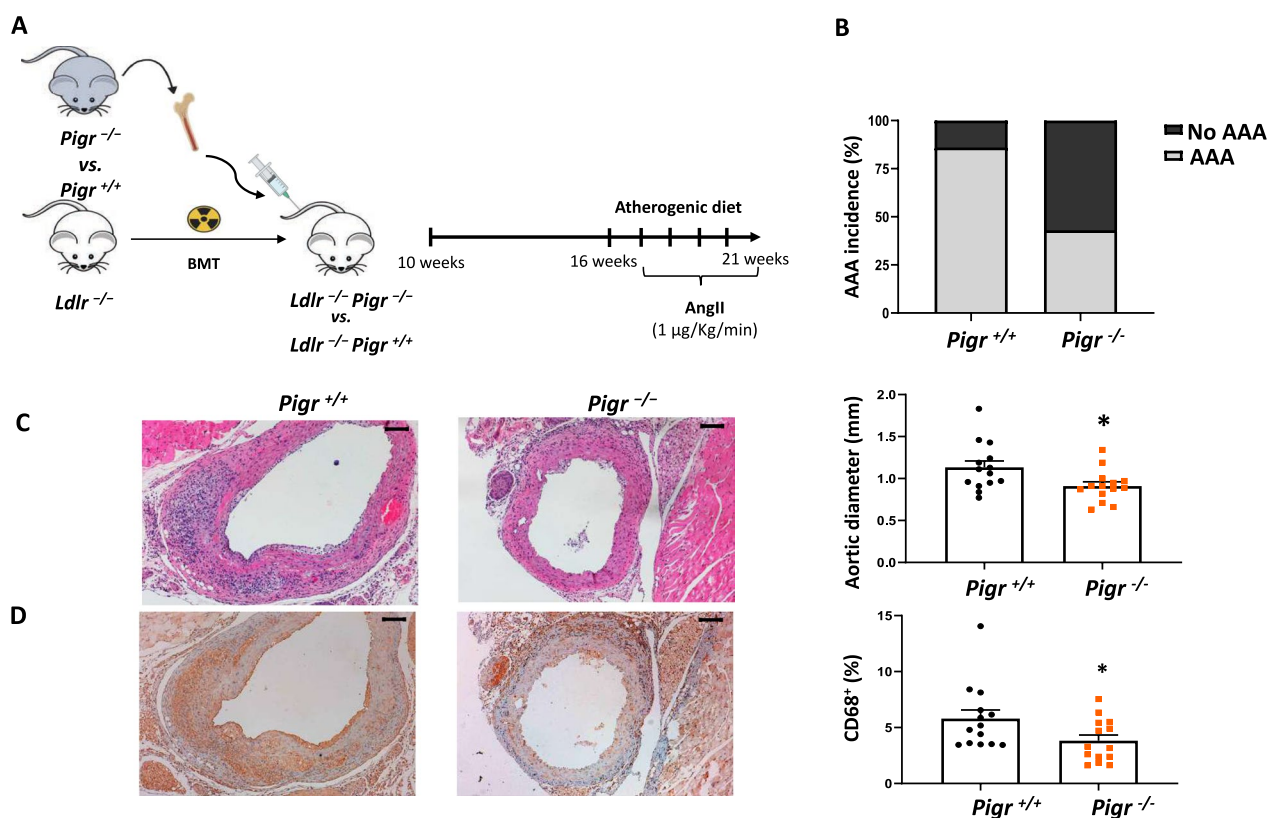 A
Pigr −/−
vs.
Pigr +/+
Ldlr −/−
BMT
Ldlr −/− Pigr −/−
vs.
Ldlr −/− Pigr +/+
Atherogenic diet
10 weeks
16 weeks
21 weeks
AngII
(1 µg/Kg/min)
B
AAA incidence (%)
100
75
50
25
0
Pigr +/+
Pigr -/-
No AAA
AAA
C
Pigr +/+
Pigr −/−
Aortic diameter (mm)
2.0
1.5
1.0
0.5
0.0
*
Pigr +/+
Pigr -/-
D
CD68+ (%)
15
10
5
0
*
Pigr +/+
Pigr -/-